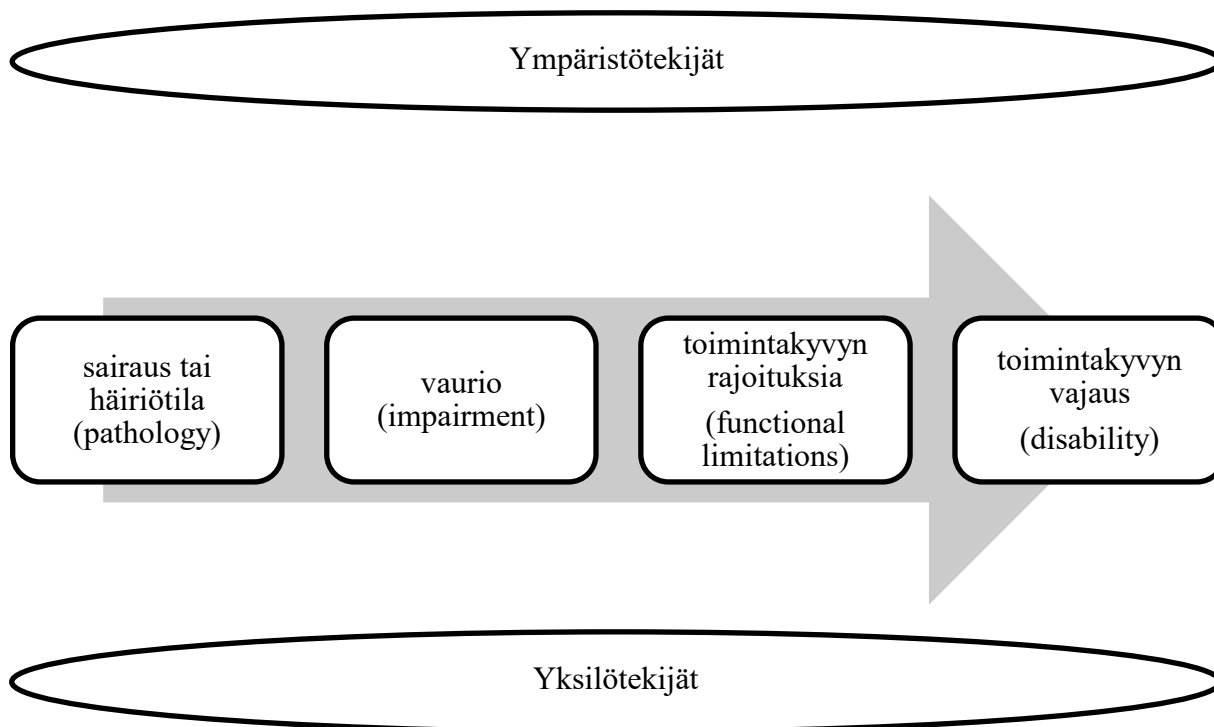 Ympäristötekijät
sairaus tai
häiriötila
(pathology)
vaurio
(impairment)
toimintakyvyn
rajoituksia
(functional
limitations)
toimintakyvyn
vajaus
(disability)
Yksilötekijät